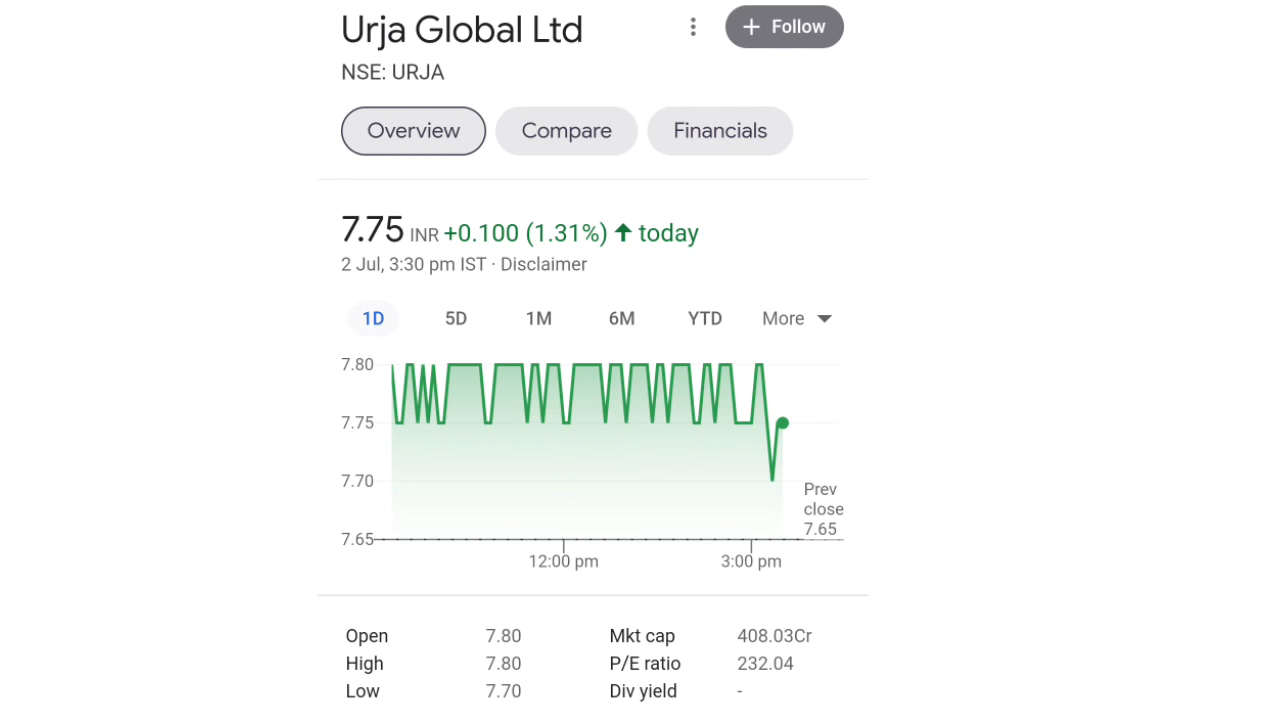 Urja Global Ltd
+ Follow
NSE: URJA
Overview Compare Financials
7.75 INR +0.100 (1.31%) ↑ today
2 Jul, 3:30 pm IST · Disclaimer
1D 5D 1M 6M YTD More
7.80
7.75
7.70
7.65
Prev
close
7.65
12:00 pm 3:00 pm
Open 7.80 Mkt cap 408.03Cr
High 7.80 P/E ratio 232.04
Low 7.70 Div yield -